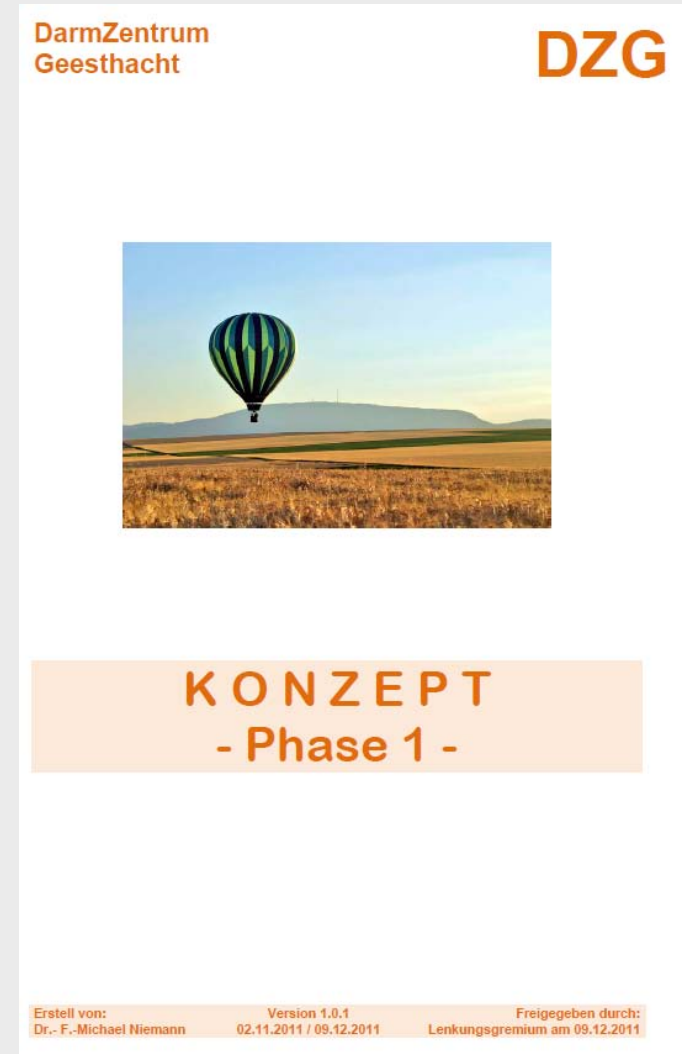 DarmZentrum
Geesthacht
DZG
K O N Z E P T
- Phase 1 -
Erstell von:
Dr.- F.-Michael Niemann
Version 1.0.1
02.11.2011 / 09.12.2011
Freigegeben durch:
Lenkungsgremium am 09.12.2011